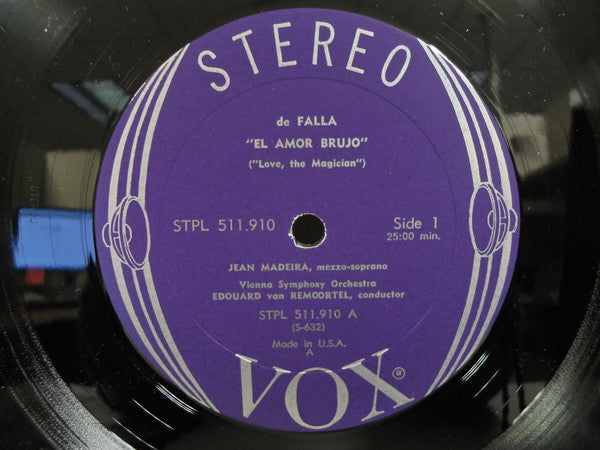 STEREO
de FALLA
"EL AMOR BRUJO"
("Love, the Magician")
STPL 511.910
Side 1
25:00 min.
JEAN MADEIRA, mezzo-soprano
Vienna Symphony Orchestra
EDOUARD van REMOORTEL, conductor
STPL 511,910 A
(S-632)
Made in U.S.A.
A
VOX ®